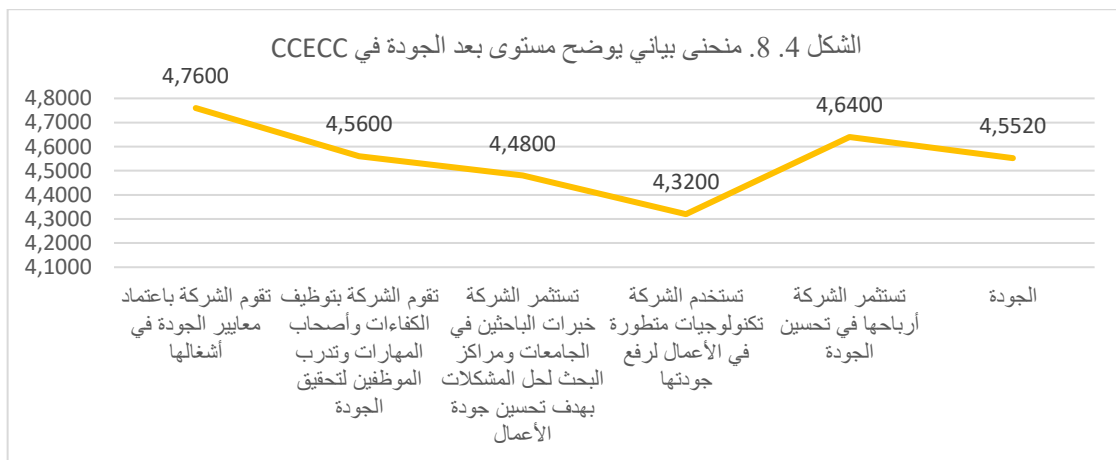 الشكل 4. 8. منحنى بياني يوضح مستوى بعد الجودة في CCECC
4,7600
4,5600
4,4800
4,3200
4,6400
4,5520
4,8000
4,7000
4,6000
4,5000
4,4000
4,3000
4,2000
4,1000
تقوم الشركة باعتماد
معايير الجودة في
أشغالها
تقوم الشركة بتوظيف
الكفاءات وأصحاب
المهارات وتدرب
الموظفين لتحقيق
الجودة
تستثمر الشركة
خبرات الباحثين في
الجامعات ومراكز
البحث لحل المشكلات
بهدف تحسين جودة
الأعمال
تستخدم الشركة
تكنولوجيات متطورة
في الأعمال لرفع
جودتها
تستثمر الشركة
أرباحها في تحسين
الجودة
الجودة